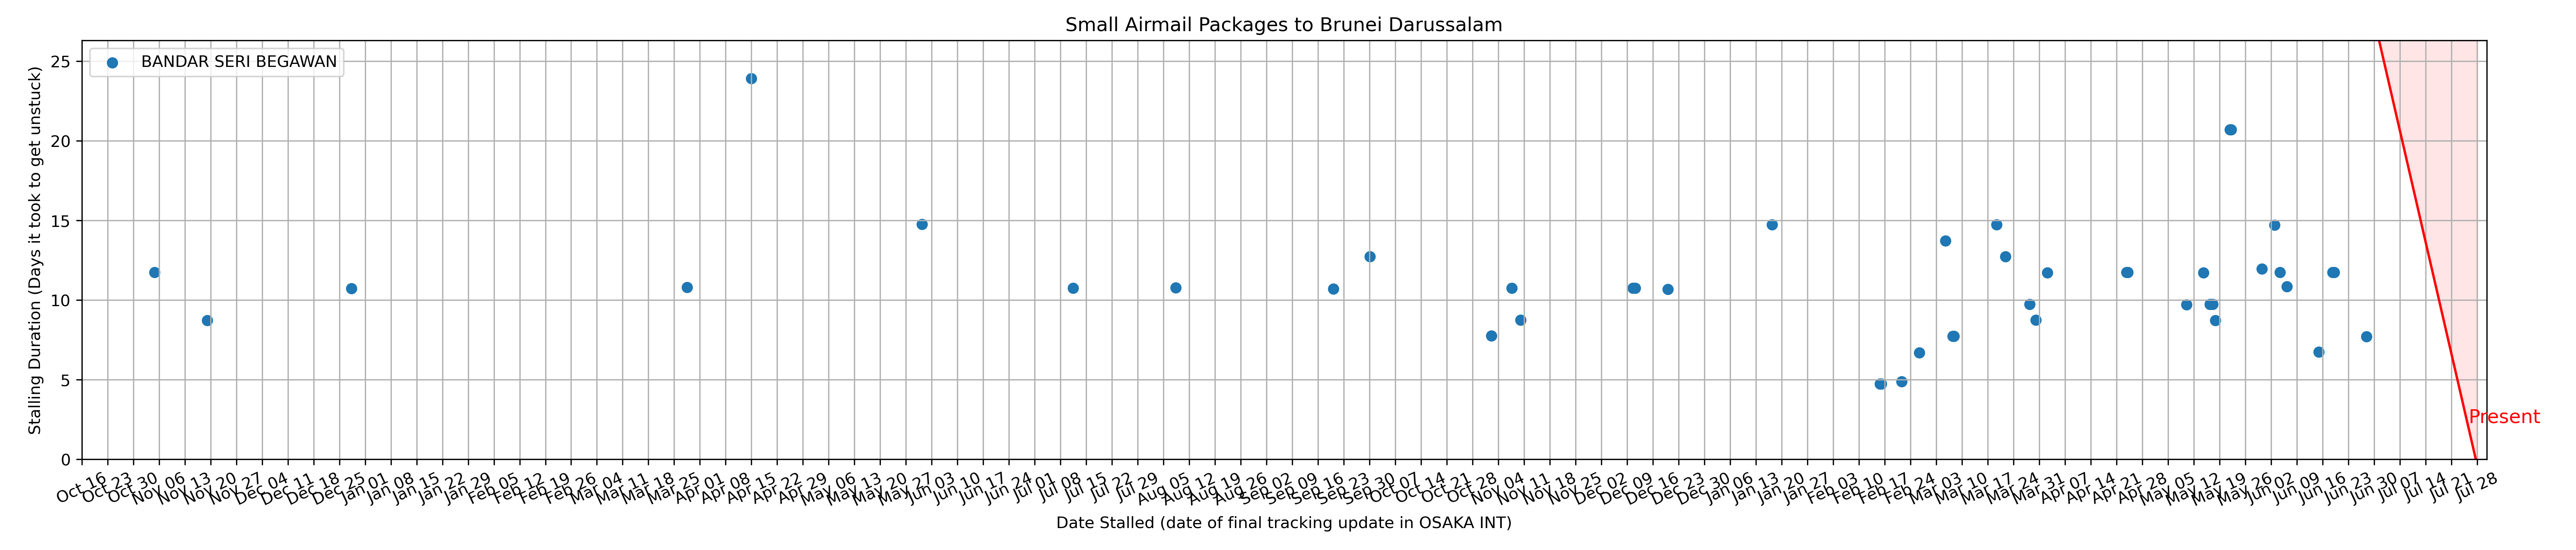 Small Airmail Packages to Brunei Darussalam
BANDAR SERI BEGAWAN
Stalling Duration (Days it took to get unstuck)
25
20
15
10
5
0
Present
Oct 16 Oct 23 Oct 30 Nov 06 Nov 13 Nov 20 Nov 27 Dec 04 Dec 11 Dec 18 Dec 25 Jan 01 Jan 08 Jan 15 Jan 22 Jan 29 Feb 05 Feb 12 Feb 19 Feb 26 Mar 04 Mar 11 Mar 18 Mar 25 Apr 01 Apr 08 Apr 15 Apr 22 Apr 29 May 06 May 13 May 20 May 27 Jun 03 Jun 10 Jun 17 Jun 24 Jul 01 Jul 08 Jul 15 Jul 22 Jul 29 Aug 05 Aug 12 Aug 19 Aug 26 Sep 02 Sep 09 Sep 16 Sep 23 Sep 30 Oct 07 Oct 14 Oct 21 Oct 28 Nov 04 Nov 11 Nov 18 Nov 25 Dec 02 Dec 09 Dec 16 Dec 23 Dec 30 Jan 06 Jan 13 Jan 20 Jan 27 Feb 03 Feb 10 Feb 17 Feb 24 Mar 03 Mar 10 Mar 17 Mar 24 Mar 31 Apr 07 Apr 14 Apr 21 Apr 28 May 05 May 12 May 19 May 26 Jun 02 Jun 09 Jun 16 Jun 23 Jun 30 Jul 07 Jul 14 Jul 21 Jul 28
Date Stalled (date of final tracking update in OSAKA INT)